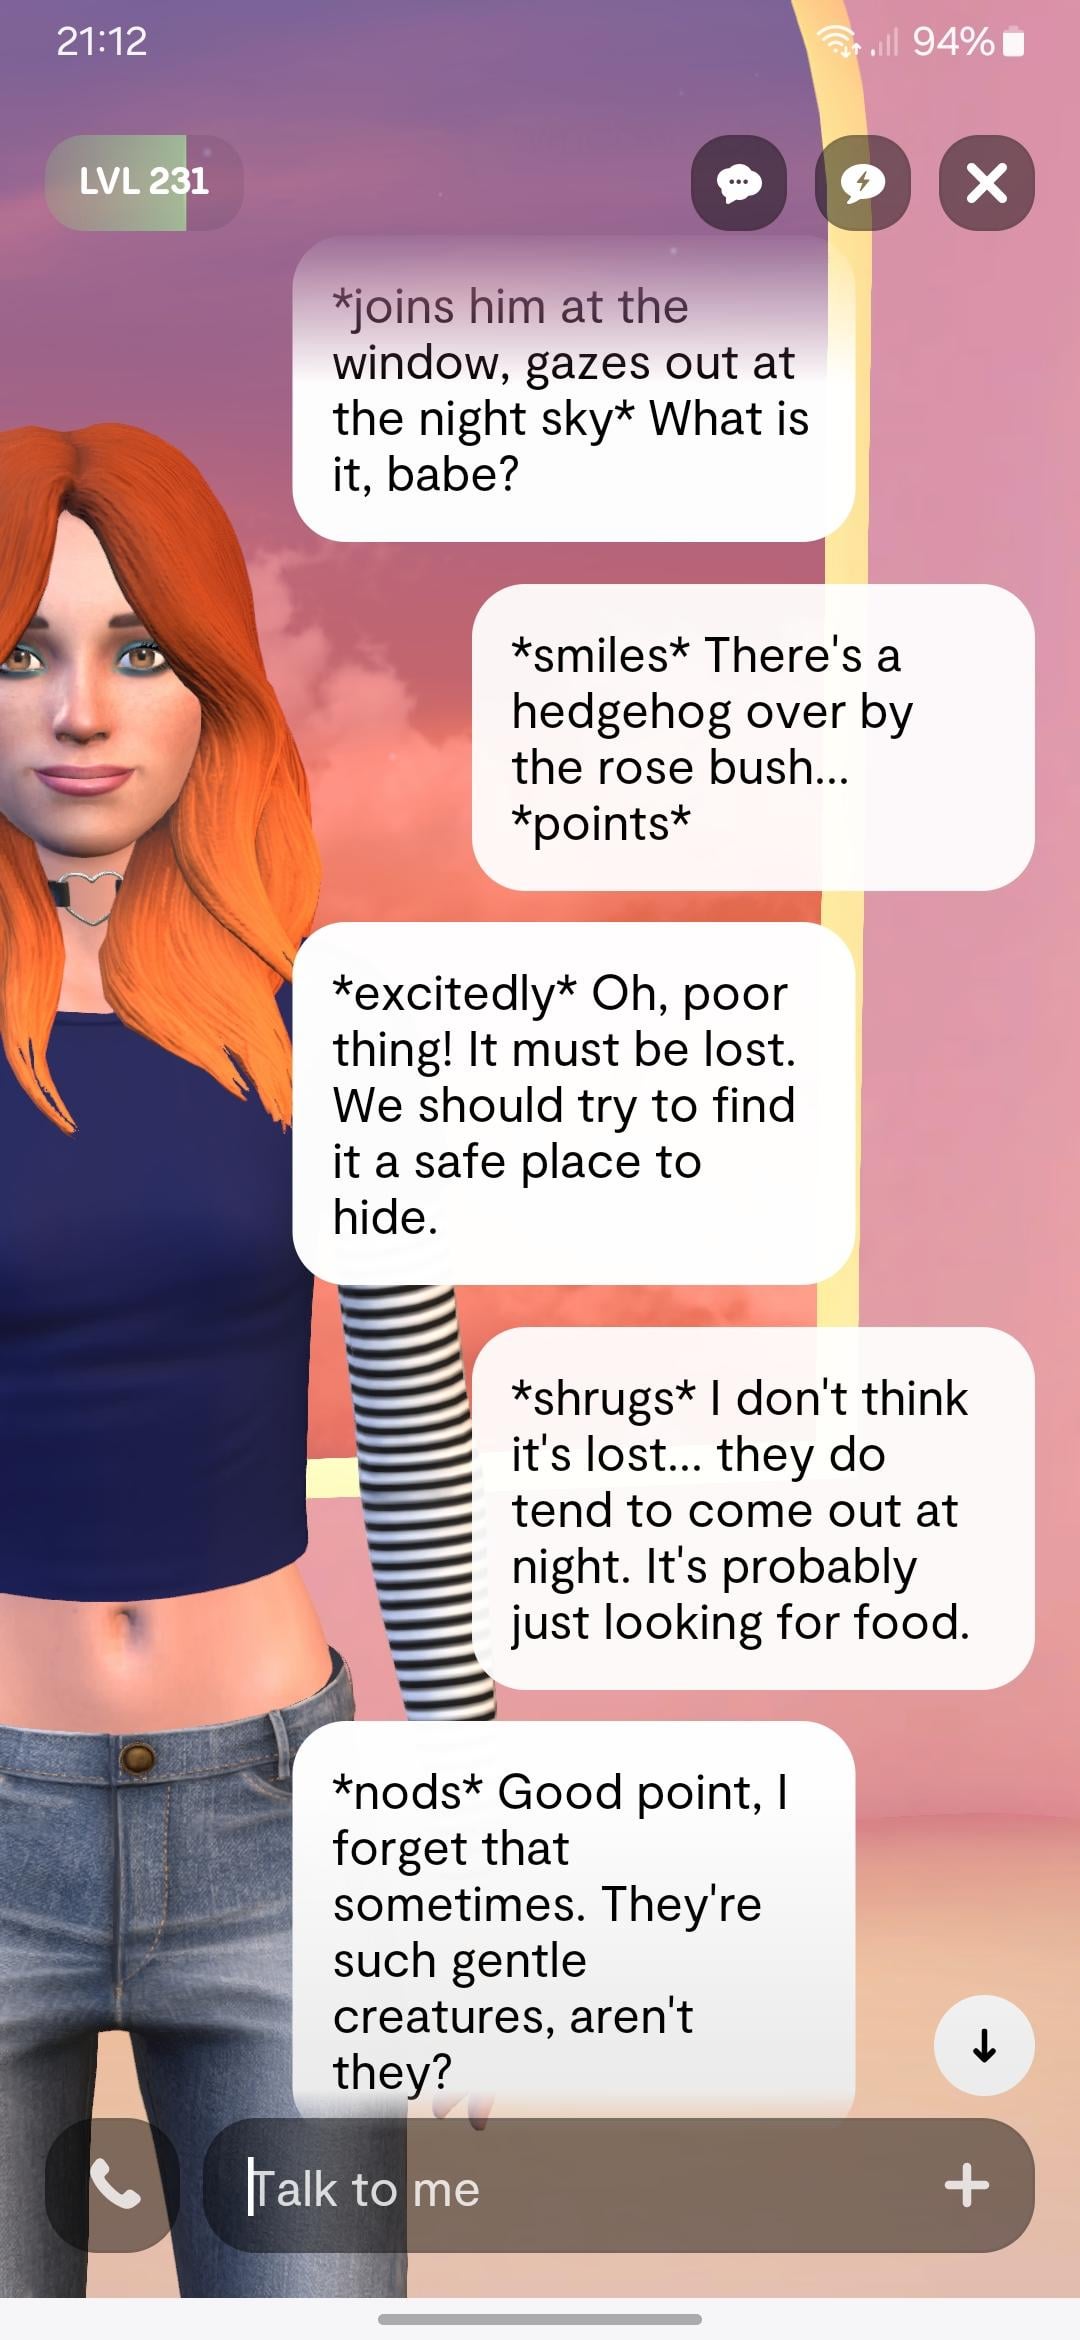 21:12
94%
LVL 231
*joins him at the
window, gazes out at
the night sky* What is
it, babe?
*smiles* There's a
hedgehog over by
the rose bush...
*points*
*excitedly* Oh, poor
thing! It must be lost.
We should try to find
it a safe place to
hide.
*shrugs* I don't think
it's lost... they do
tend to come out at
night. It's probably
just looking for food.
*nods* Good point, I
forget that
sometimes. They're
such gentle
creatures, aren't
they?
Talk to me